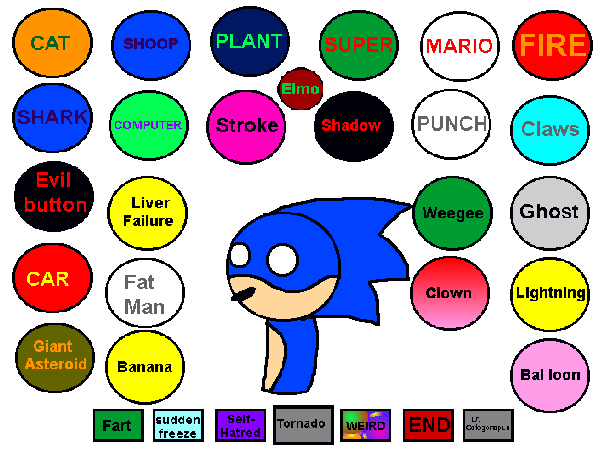 CAT
SHOOP
PLANT
SUPER
MARIO
FIRE
Elmo
SHARK
COMPUTER
Stroke
Shadow
PUNCH
Claws
Evil
button
Liver
Failure
Weegee
Ghost
CAR
Fat
Man
Clown
Lightning
Giant
Asteroid
Banana
Bal loon
Fart
sudden
freeze
Self-
Hatred
Tornado
WEIRD
END